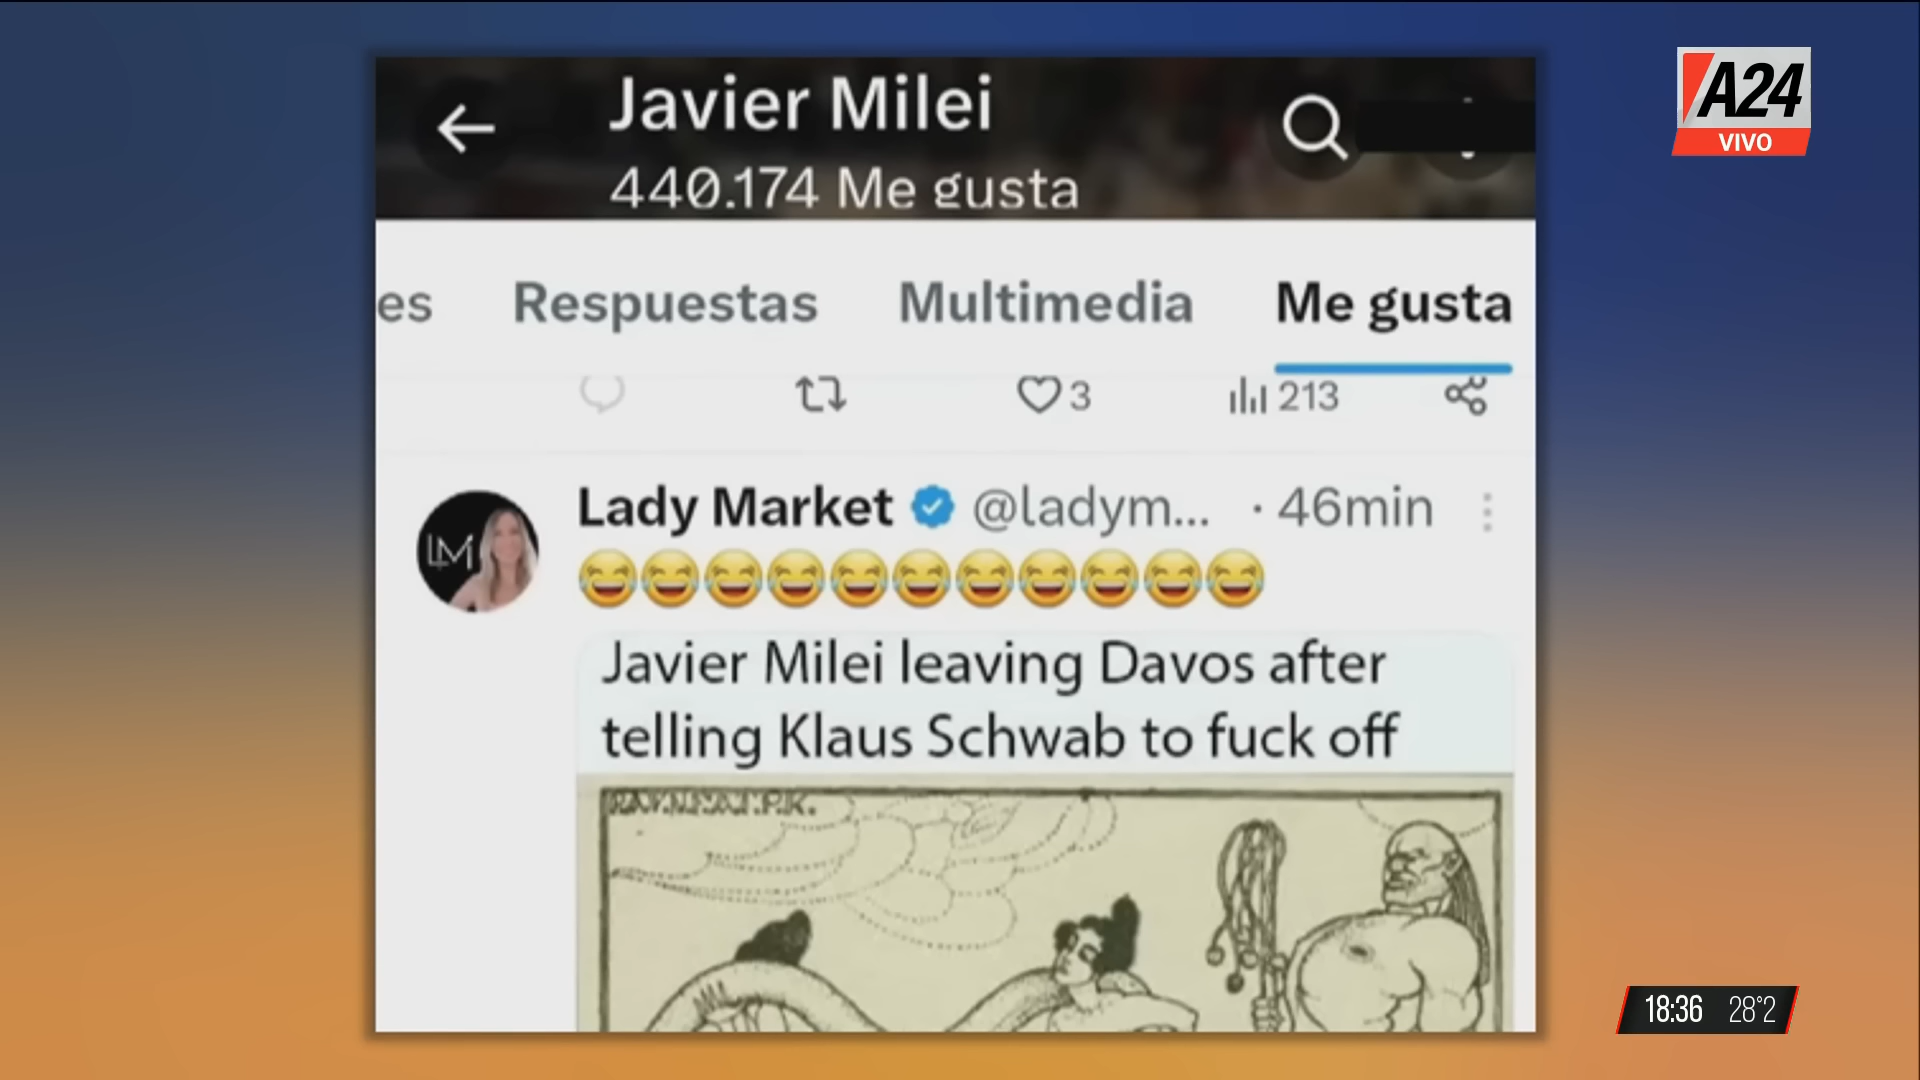 Javier Milei
440.174 Me gusta
A24
VIVO
es Respuestas Multimedia Me gusta
3 213
LM
Lady Market @ladym... · 46min
😂😂😂😂😂😂😂😂😂😂😂
Javier Milei leaving Davos after
telling Klaus Schwab to fuck off
18:36 28°2